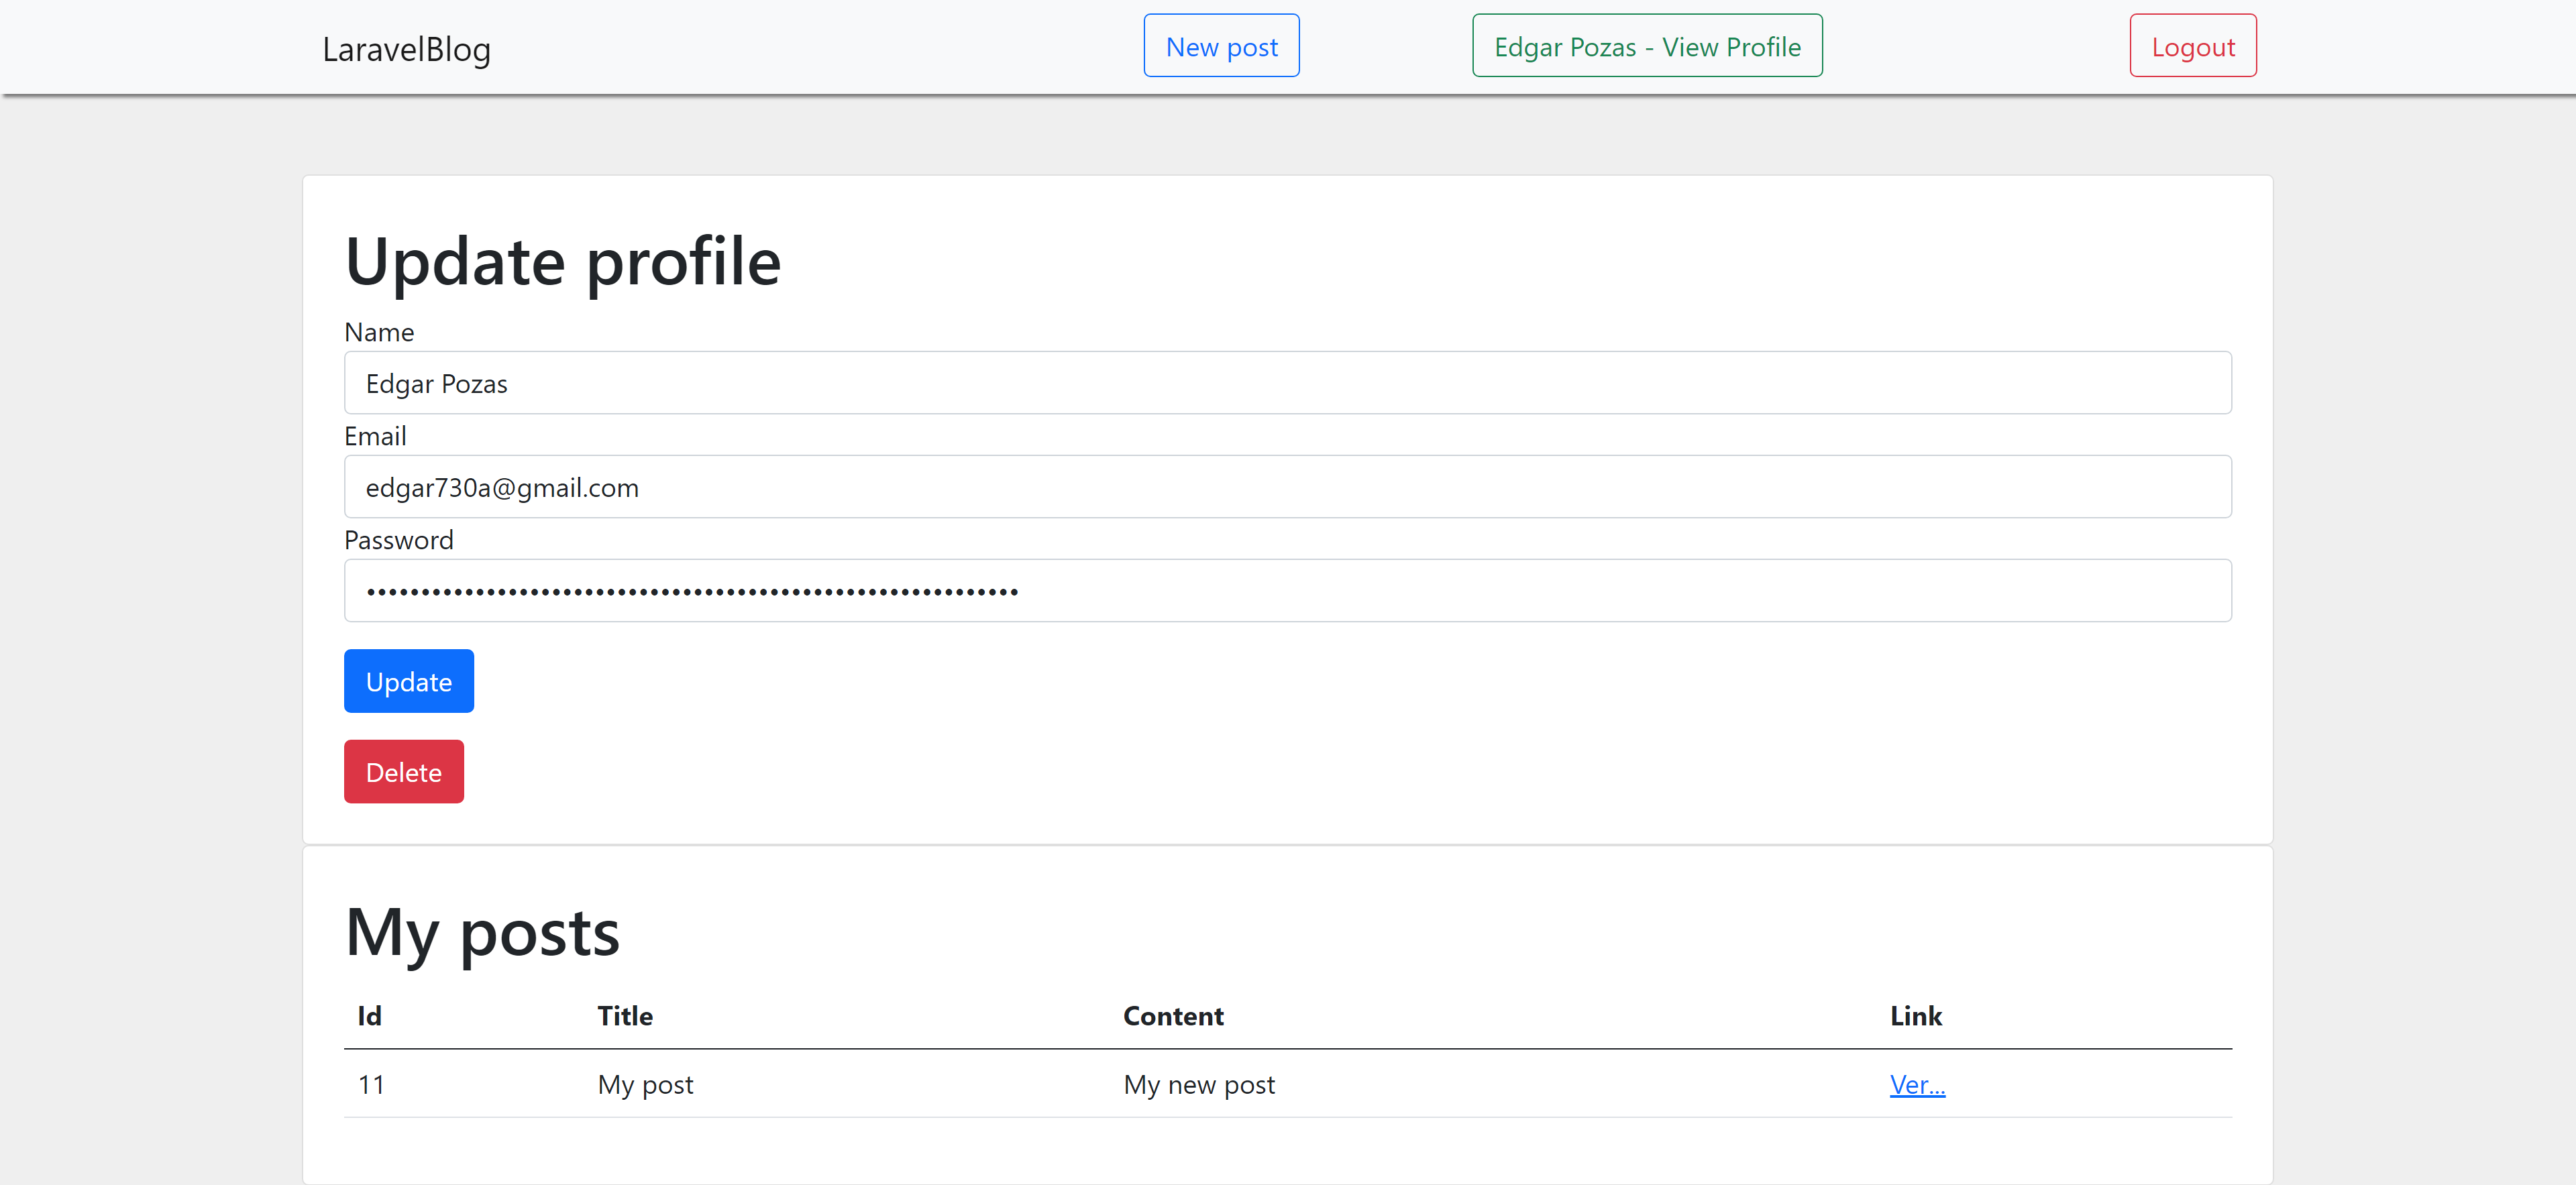 LaravelBlog New post Edgar Pozas - View Profile Logout
Update profile
Name
Edgar Pozas
Email
edgar730a@gmail.com
Password
••••••••••••••••••••••••••••••••••••••••••••••••••••••••••••
Update
Delete
My posts
Id Title Content Link
11 My post My new post Ver...